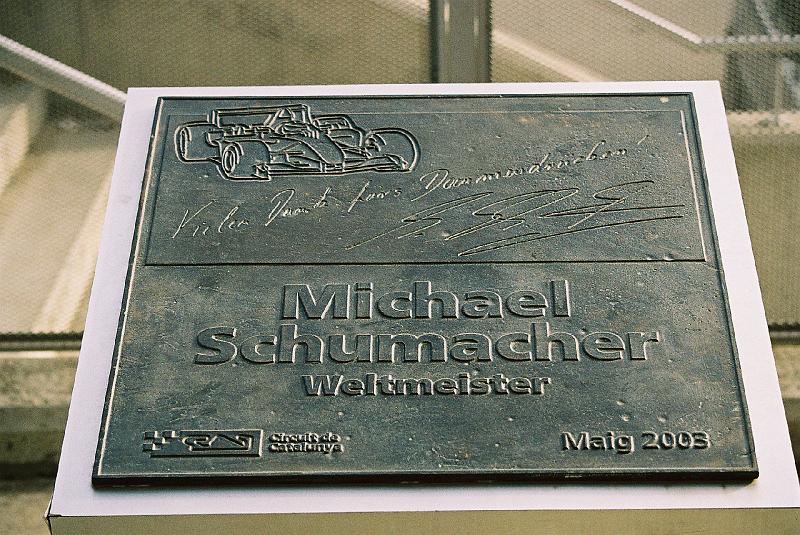 Vielen Dank fürs Daumendrücken!
Michael
Schumacher
Weltmeister
Circuit de
Catalunya
Maig 2003